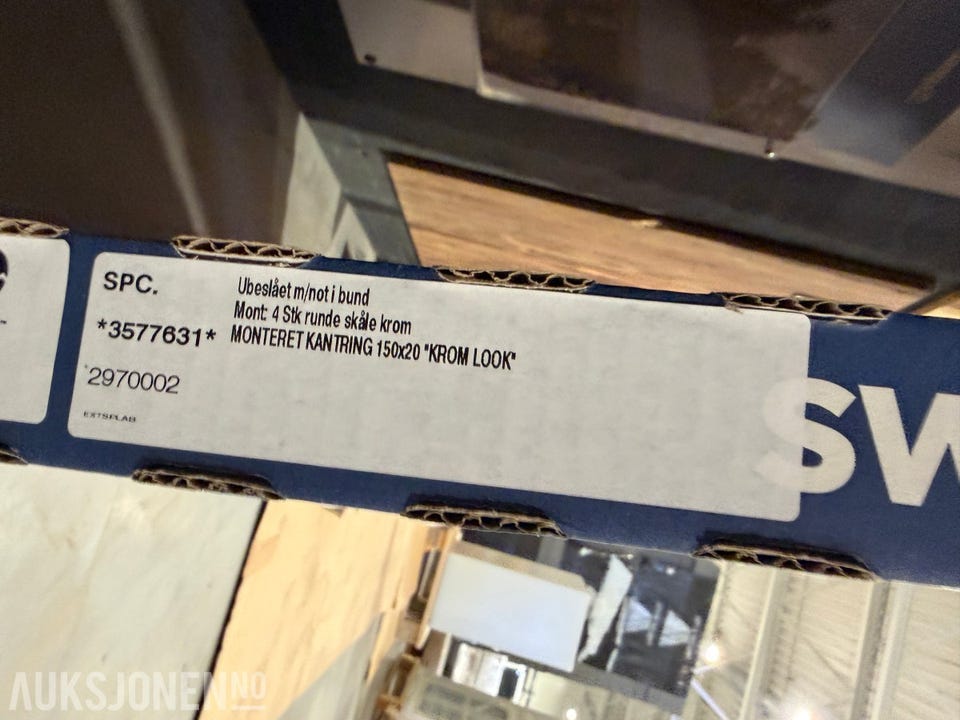 SPC.
Ubeslået m/not i bund
Mont: 4 Stk runde skåle krom
*3577631*
MONTERET KANTRING 150x20 "KROM LOOK"
*2970002
EXTSPLAB
SW
AUKSJONEN.NO